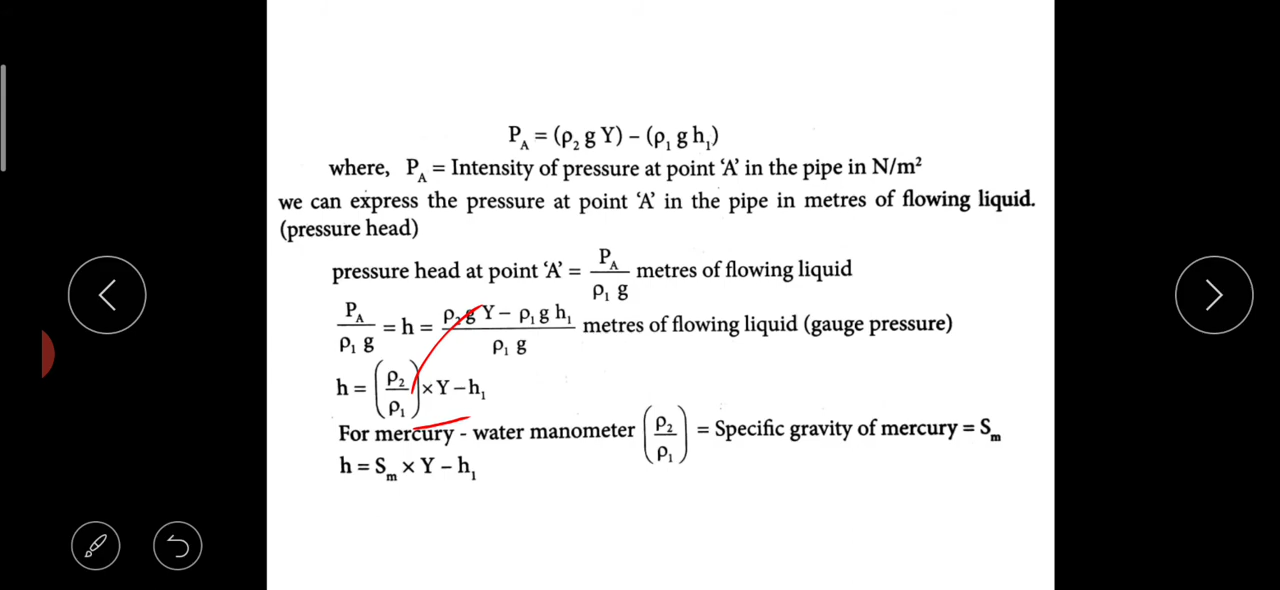 P_A = (ρ₂ g Y) – (ρ₁ g h₁)
where, P_A = Intensity of pressure at point ‘A’ in the pipe in N/m²
we can express the pressure at point ‘A’ in the pipe in metres of flowing liquid.
(pressure head)
pressure head at point ‘A’ = P_A / ρ₁ g metres of flowing liquid
P_A / ρ₁ g = h = ρ₂ g Y – ρ₁ g h₁ / ρ₁ g metres of flowing liquid (gauge pressure)
h = (ρ₂ / ρ₁) × Y – h₁
For mercury - water manometer (ρ₂ / ρ₁) = Specific gravity of mercury = S_m
h = S_m × Y – h₁